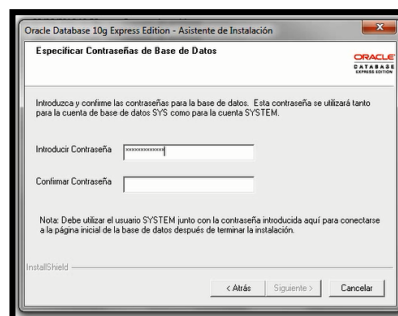 Oracle Database 10g Express Edition - Asistente de Instalación
Especificar Contraseñas de Base de Datos
ORACLE
DATABASE
EXPRESS EDITION
Introduzca y confirme las contraseñas para la base de datos. Esta contraseña se utilizará tanto
para la cuenta de base de datos SYS como para la cuenta SYSTEM.
Introducir Contraseña
Confirmar Contraseña
Nota: Debe utilizar el usuario SYSTEM junto con la contraseña introducida aquí para conectarse
a la página inicial de la base de datos después de terminar la instalación.
InstallShield
< Atrás Siguiente > Cancelar